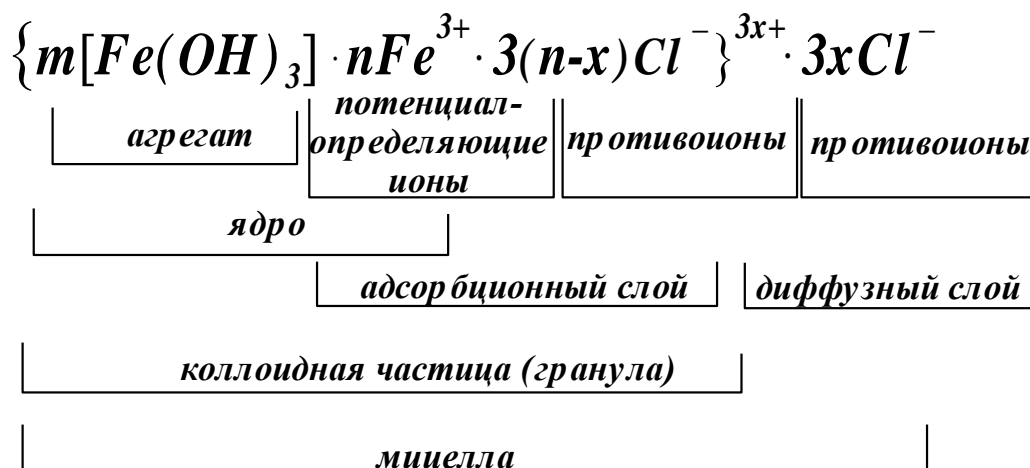 {m[Fe(OH)₃] · nFe³⁺ · 3(n-x)Cl⁻}³ˣ⁺ · 3xCl⁻
агрегат
потенциал-
определяющие
ионы
противоионы
противоионы
ядро
адсорбционный слой
диффузный слой
коллоидная частица (гранула)
мицелла